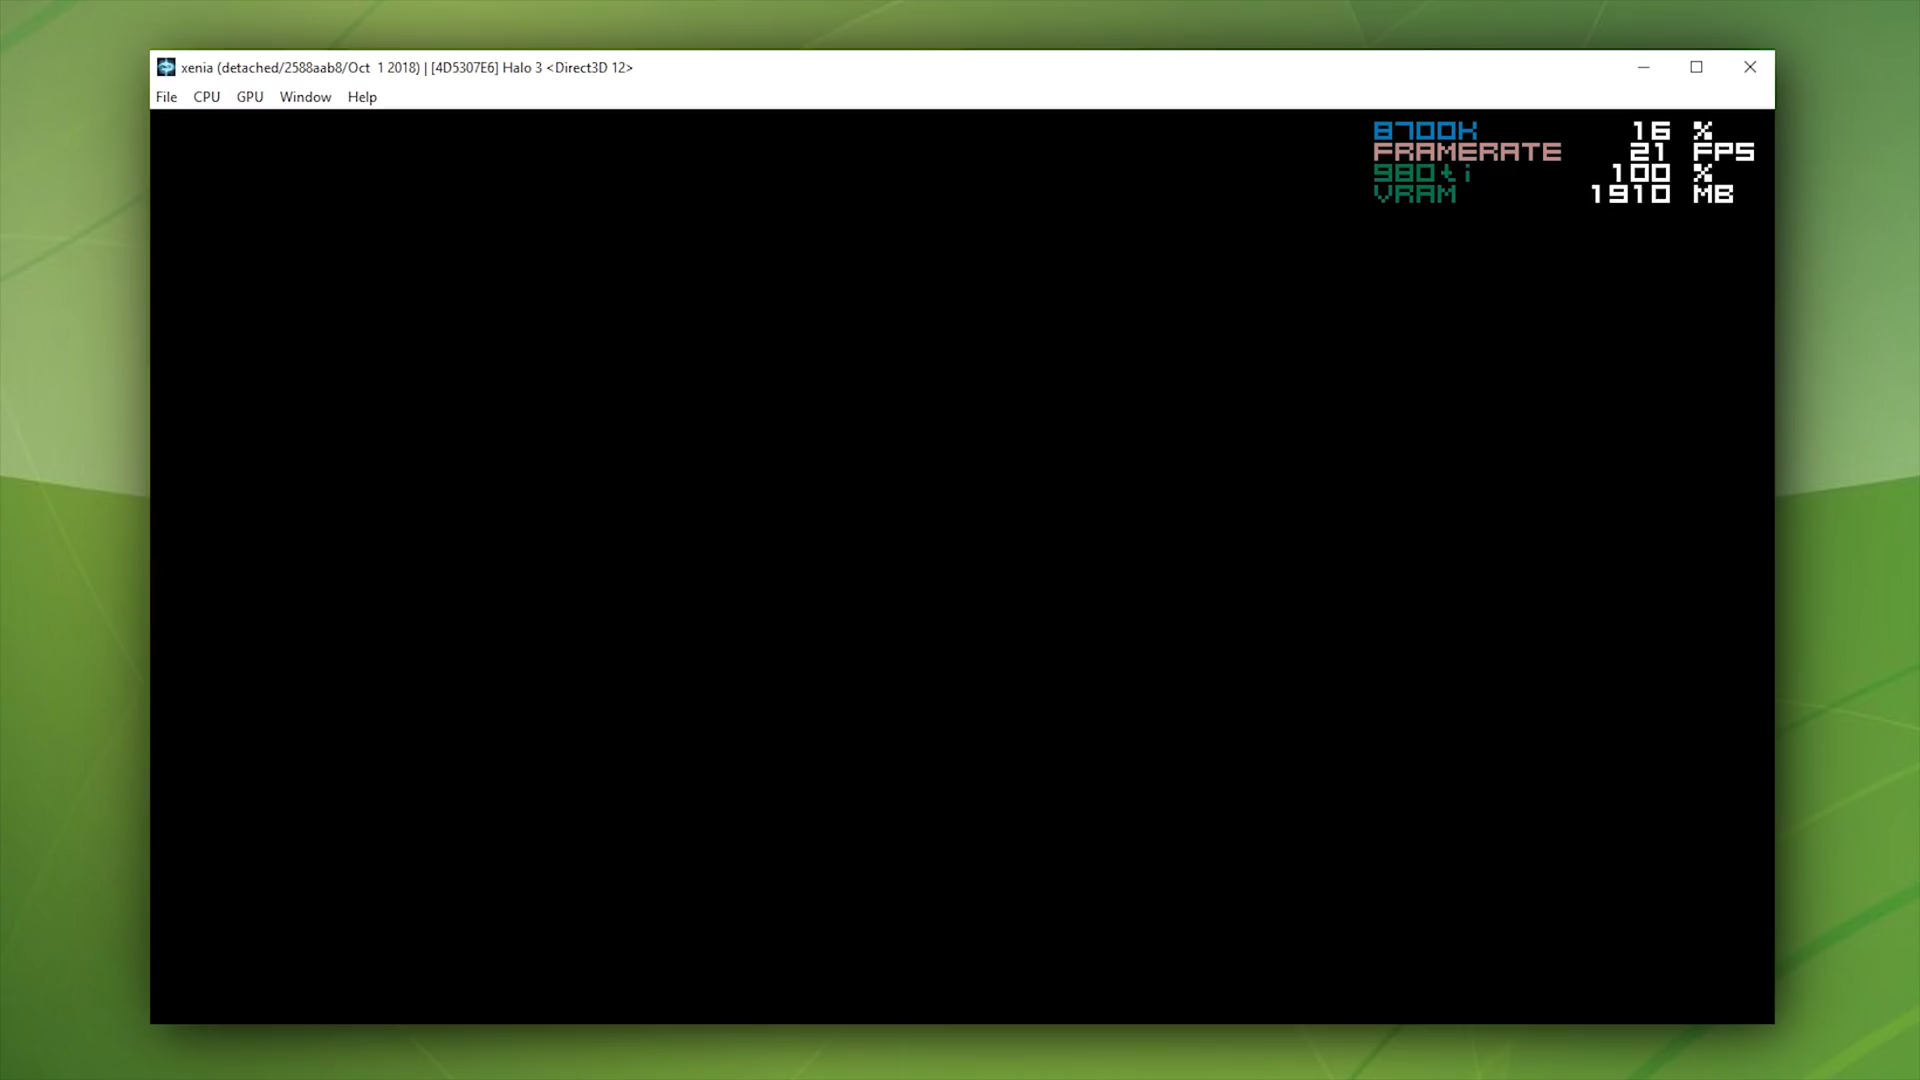 xenia (detached/2588aab8/Oct  1 2018) | [4D5307E6] Halo 3 <Direct3D 12>
File CPU GPU Window Help
8700K 16 %
FRAMERATE 21 FPS
980ti 100 %
VRAM 1910 MB